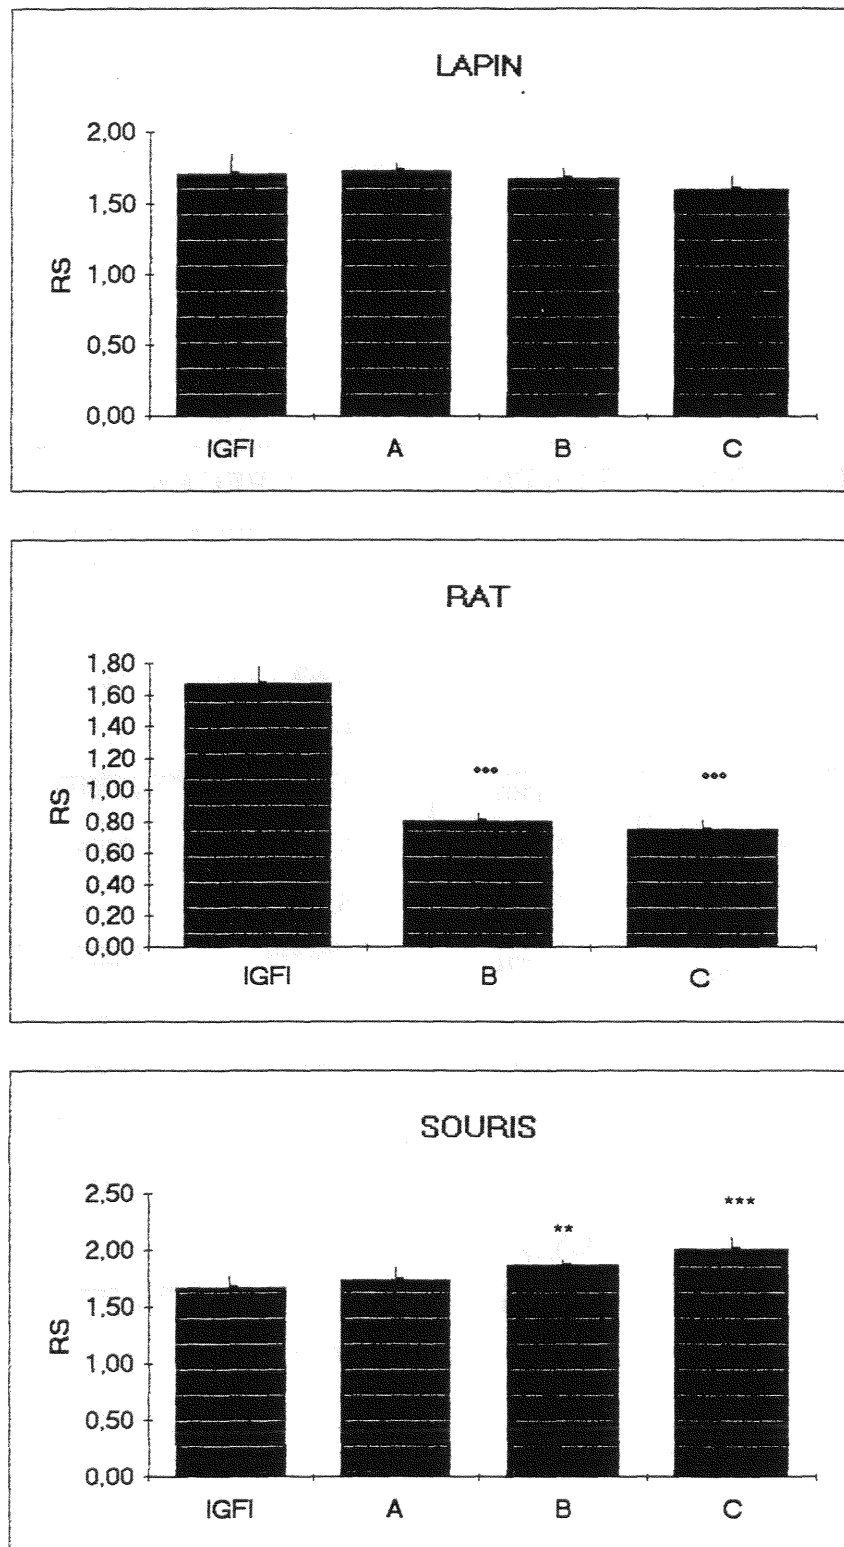 LAPIN
2,00
1,50
1,00
0,50
0,00
RS
IGFI A B C
RAT
1,80
1,60
1,40
1,20
1,00
0,80
0,60
0,40
0,20
0,00
RS
°°° °°°
IGFI B C
SOURIS
2,50
2,00
1,50
1,00
0,50
0,00
RS
** ***
IGFI A B C